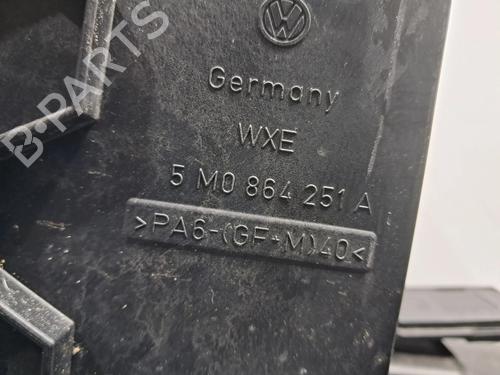 Germany
WXE
5 M0 864 251 A
>PA6-(GF+M)40<
B-PARTS